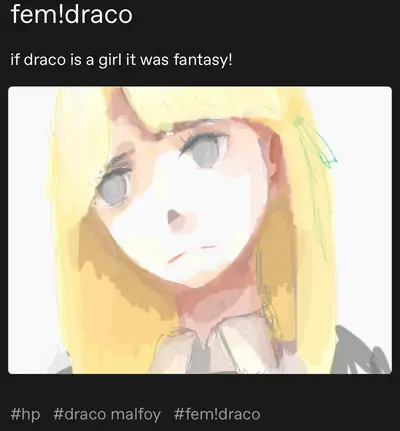 fem!draco
if draco is a girl it was fantasy!
#hp #draco malfoy #fem!draco